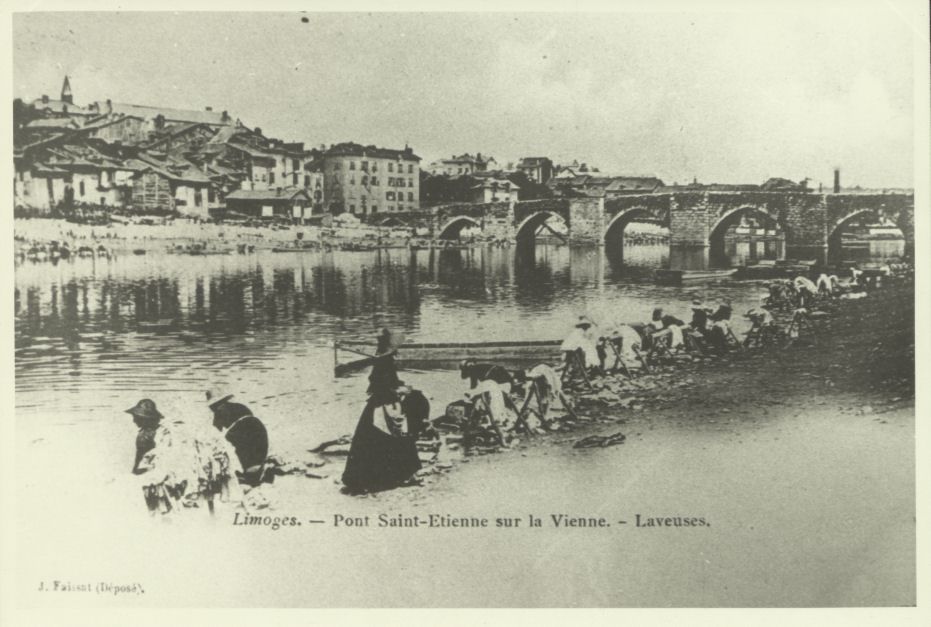 Limoges. — Pont Saint-Etienne sur la Vienne. - Laveuses.
J. Faissat (Déposé).